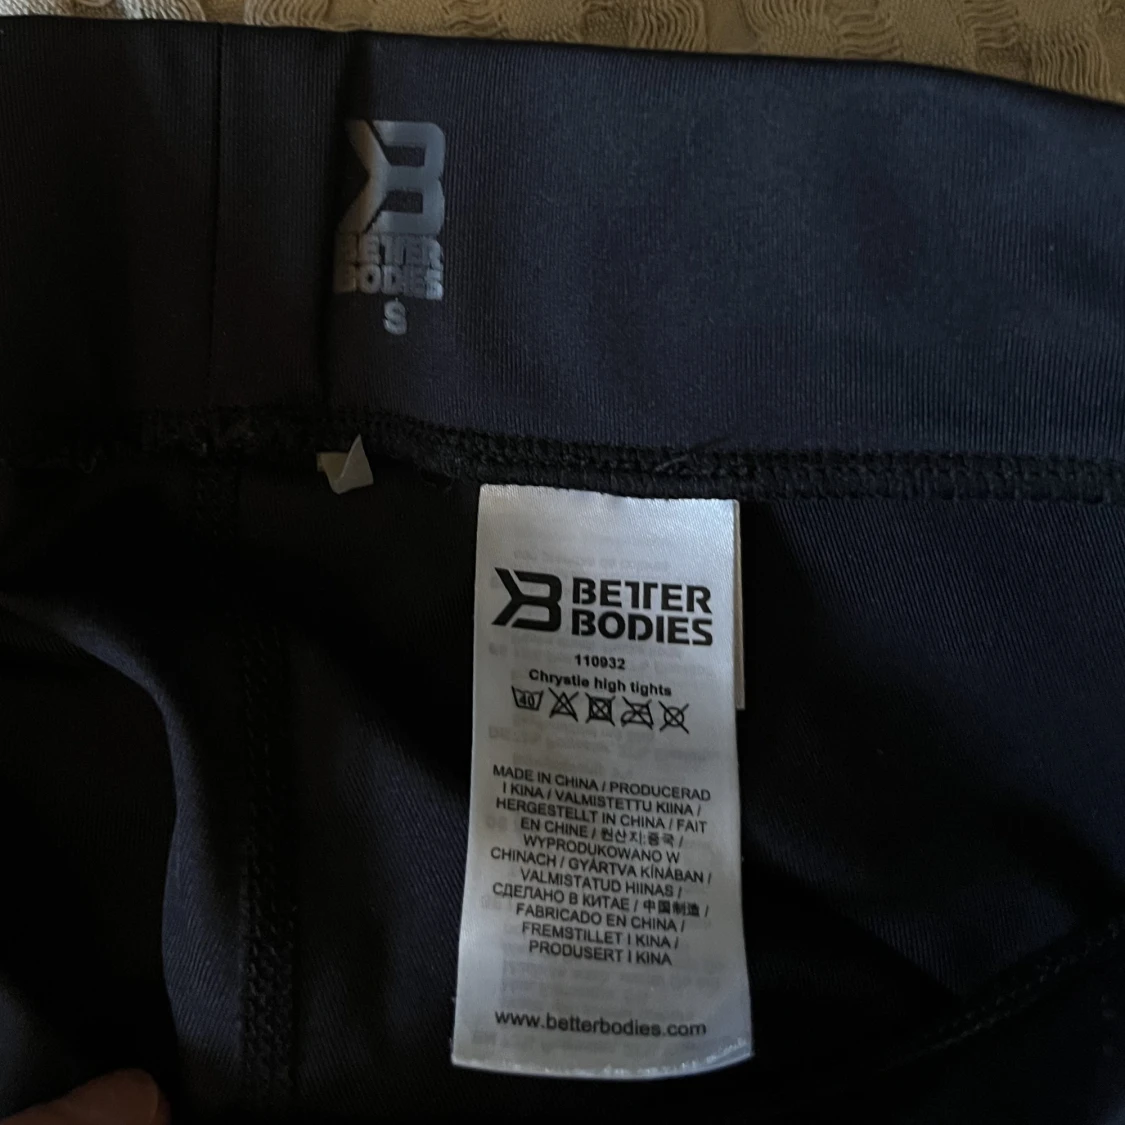 BETTER
BODIES
S
BETTER
BODIES
110932
Chrystie high tights
40
MADE IN CHINA / PRODUCERAD
I KINA / VALMISTETTU KIINA /
HERGESTELLT IN CHINA / FAIT
EN CHINE / 원산지:중국 /
WYPRODUKOWANO W
CHINACH / GYÁRTVA KÍNÁBAN /
VALMISTATUD HIINAS /
СДЕЛАНО В КИТАЕ / 中国制造 /
FABRICADO EN CHINA /
FREMSTILLET I KINA /
PRODUSERT I KINA
www.betterbodies.com